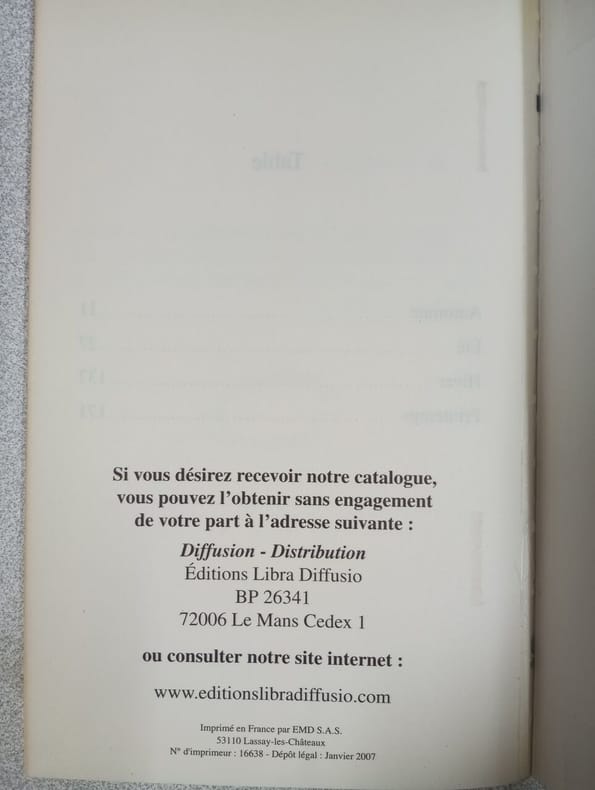 Si vous désirez recevoir notre catalogue,
vous pouvez l'obtenir sans engagement
de votre part à l'adresse suivante :
Diffusion - Distribution
Éditions Libra Diffusio
BP 26341
72006 Le Mans Cedex 1
ou consulter notre site internet :
www.editionslibradiffusio.com
Imprimé en France par EMD S.A.S.
53110 Lassay-les-Châteaux
N° d'imprimeur : 16638 - Dépôt légal : Janvier 2007